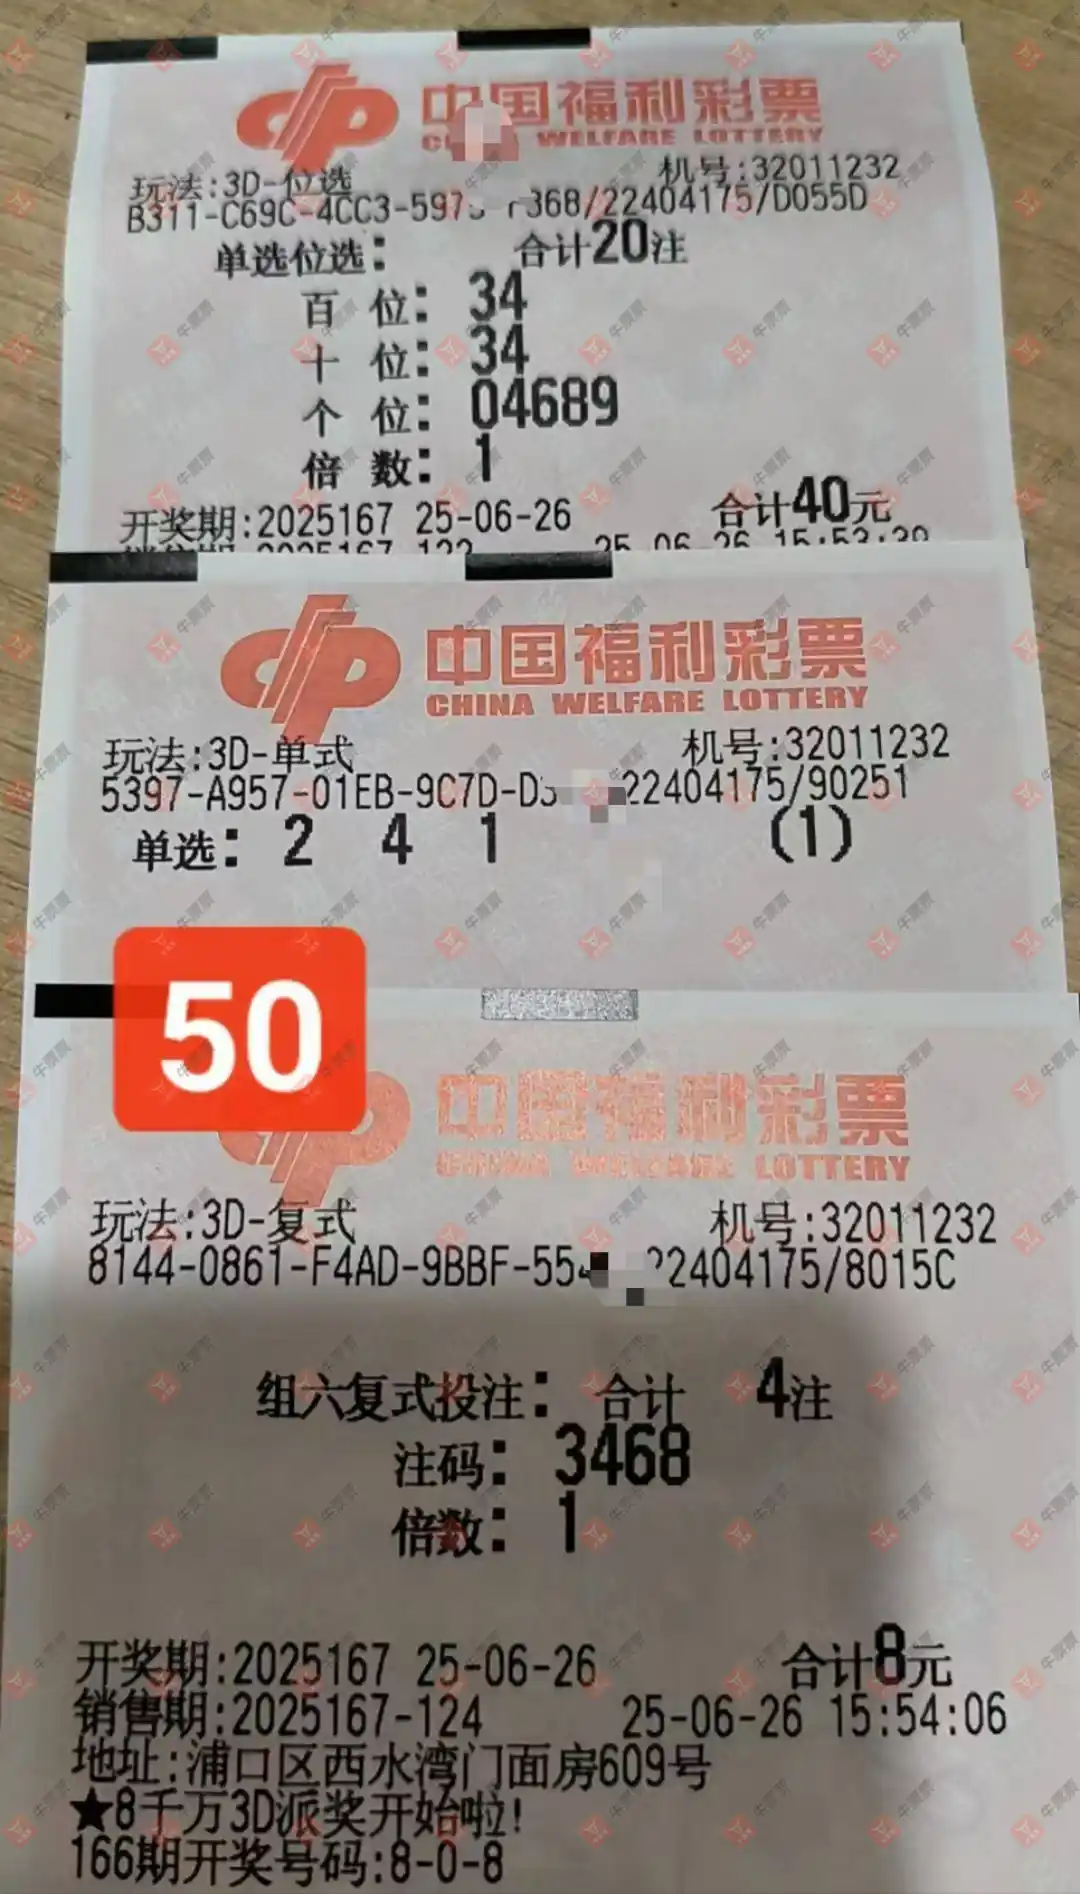 中国福利彩票
WELFARE LOTTERY
玩法:3D-位选 机号:32011232
B311-C69C-4CC3-597 368/22404175/D055D
单选位选: 合计20注
百 位: 34
十 位: 34
个 位: 04689
倍 数: 1
开奖期:2025167 25-06-26 合计40元
中国福利彩票
CHINA WELFARE LOTTERY
玩法:3D-单式 机号:32011232
5397-A957-01EB-9C7D-D 22404175/90251
单选: 2 4 1 (1)
50
中国福利彩票
LOTTERY
玩法:3D-复式 机号:32011232
8144-0861-F4AD-9BBF-55 22404175/8015C
组六复式投注: 合计 4注
注码: 3468
倍数: 1
开奖期:2025167 25-06-26 合计8元
销售期:2025167-124 25-06-26 15:54:06
地址:浦口区西水湾门面房609号
★8千万3D派奖开始啦!
166期开奖号码:8-0-8